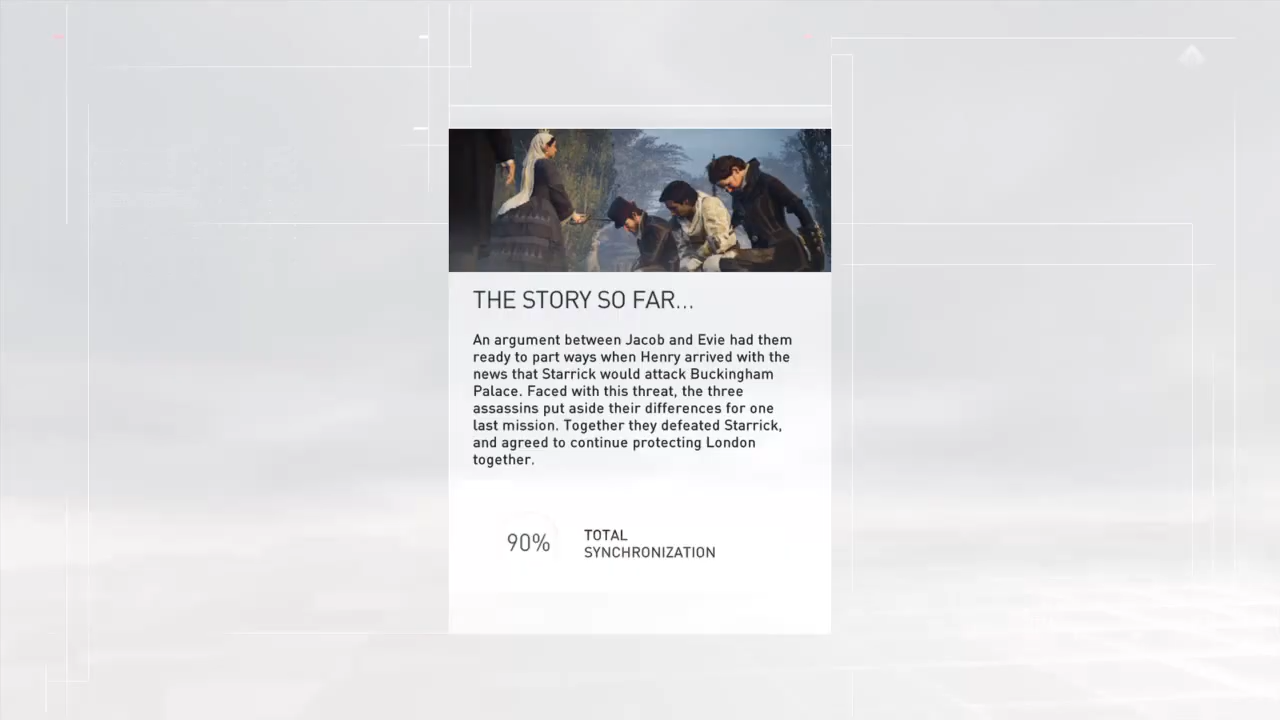 THE STORY SO FAR...
An argument between Jacob and Evie had them
ready to part ways when Henry arrived with the
news that Starrick would attack Buckingham
Palace. Faced with this threat, the three
assassins put aside their differences for one
last mission. Together they defeated Starrick,
and agreed to continue protecting London
together.
90%
TOTAL
SYNCHRONIZATION